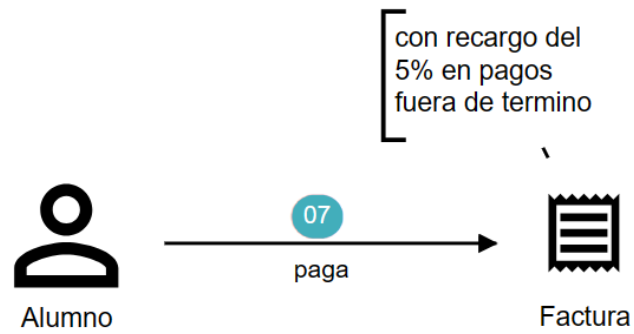 con recargo del
5% en pagos
fuera de termino
07
paga
Alumno
Factura